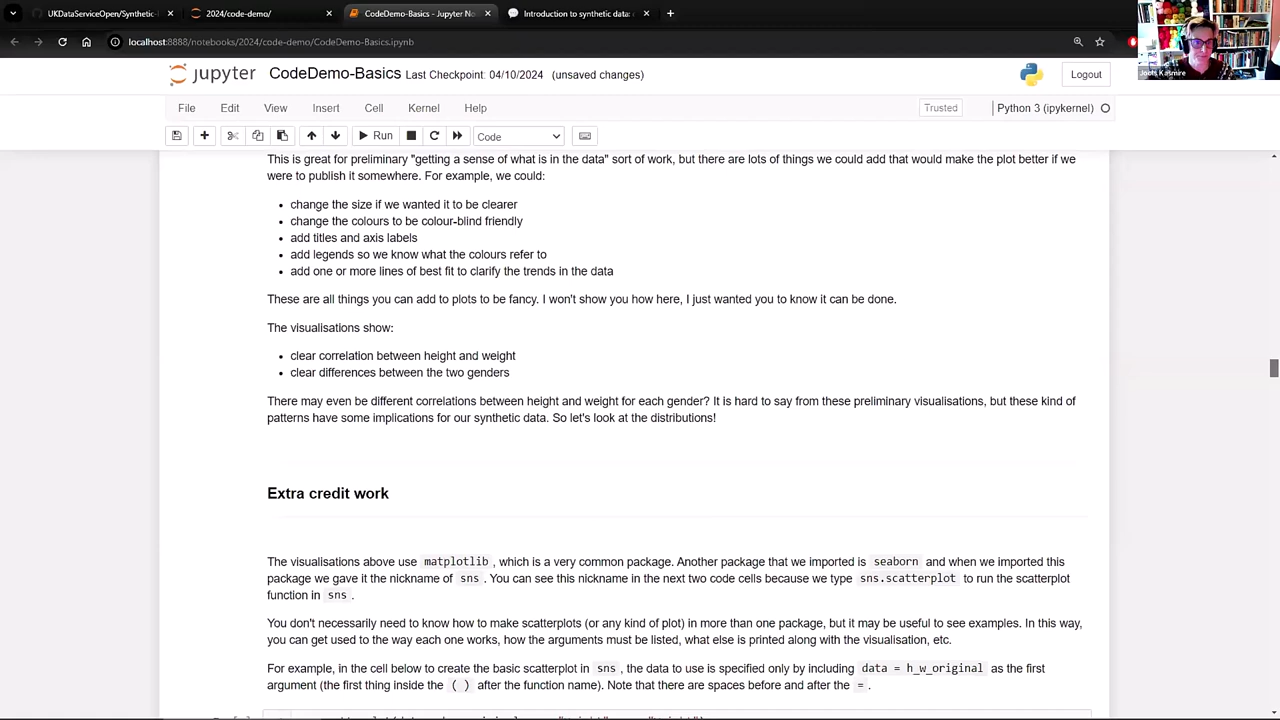 UKDataServiceOpen/Synthetic-
2024/code-demo/
CodeDemo-Basics - Jupyter No
Introduction to synthetic data:
localhost:8888/notebooks/2024/code-demo/CodeDemo-Basics.ipynb
Jools Kasmire
jupyter CodeDemo-Basics Last Checkpoint: 04/10/2024 (unsaved changes)
Logout
File Edit View Insert Cell Kernel Help
Trusted
Python 3 (ipykernel)
Run
Code
This is great for preliminary "getting a sense of what is in the data" sort of work, but there are lots of things we could add that would make the plot better if we
were to publish it somewhere. For example, we could:
• change the size if we wanted it to be clearer
• change the colours to be colour-blind friendly
• add titles and axis labels
• add legends so we know what the colours refer to
• add one or more lines of best fit to clarify the trends in the data
These are all things you can add to plots to be fancy. I won't show you how here, I just wanted you to know it can be done.
The visualisations show:
• clear correlation between height and weight
• clear differences between the two genders
There may even be different correlations between height and weight for each gender? It is hard to say from these preliminary visualisations, but these kind of
patterns have some implications for our synthetic data. So let's look at the distributions!
Extra credit work
The visualisations above use matplotlib , which is a very common package. Another package that we imported is seaborn and when we imported this
package we gave it the nickname of sns . You can see this nickname in the next two code cells because we type sns.scatterplot to run the scatterplot
function in sns .
You don't necessarily need to know how to make scatterplots (or any kind of plot) in more than one package, but it may be useful to see examples. In this way,
you can get used to the way each one works, how the arguments must be listed, what else is printed along with the visualisation, etc.
For example, in the cell below to create the basic scatterplot in sns , the data to use is specified only by including data = h_w_original as the first
argument (the first thing inside the ( ) after the function name). Note that there are spaces before and after the = .